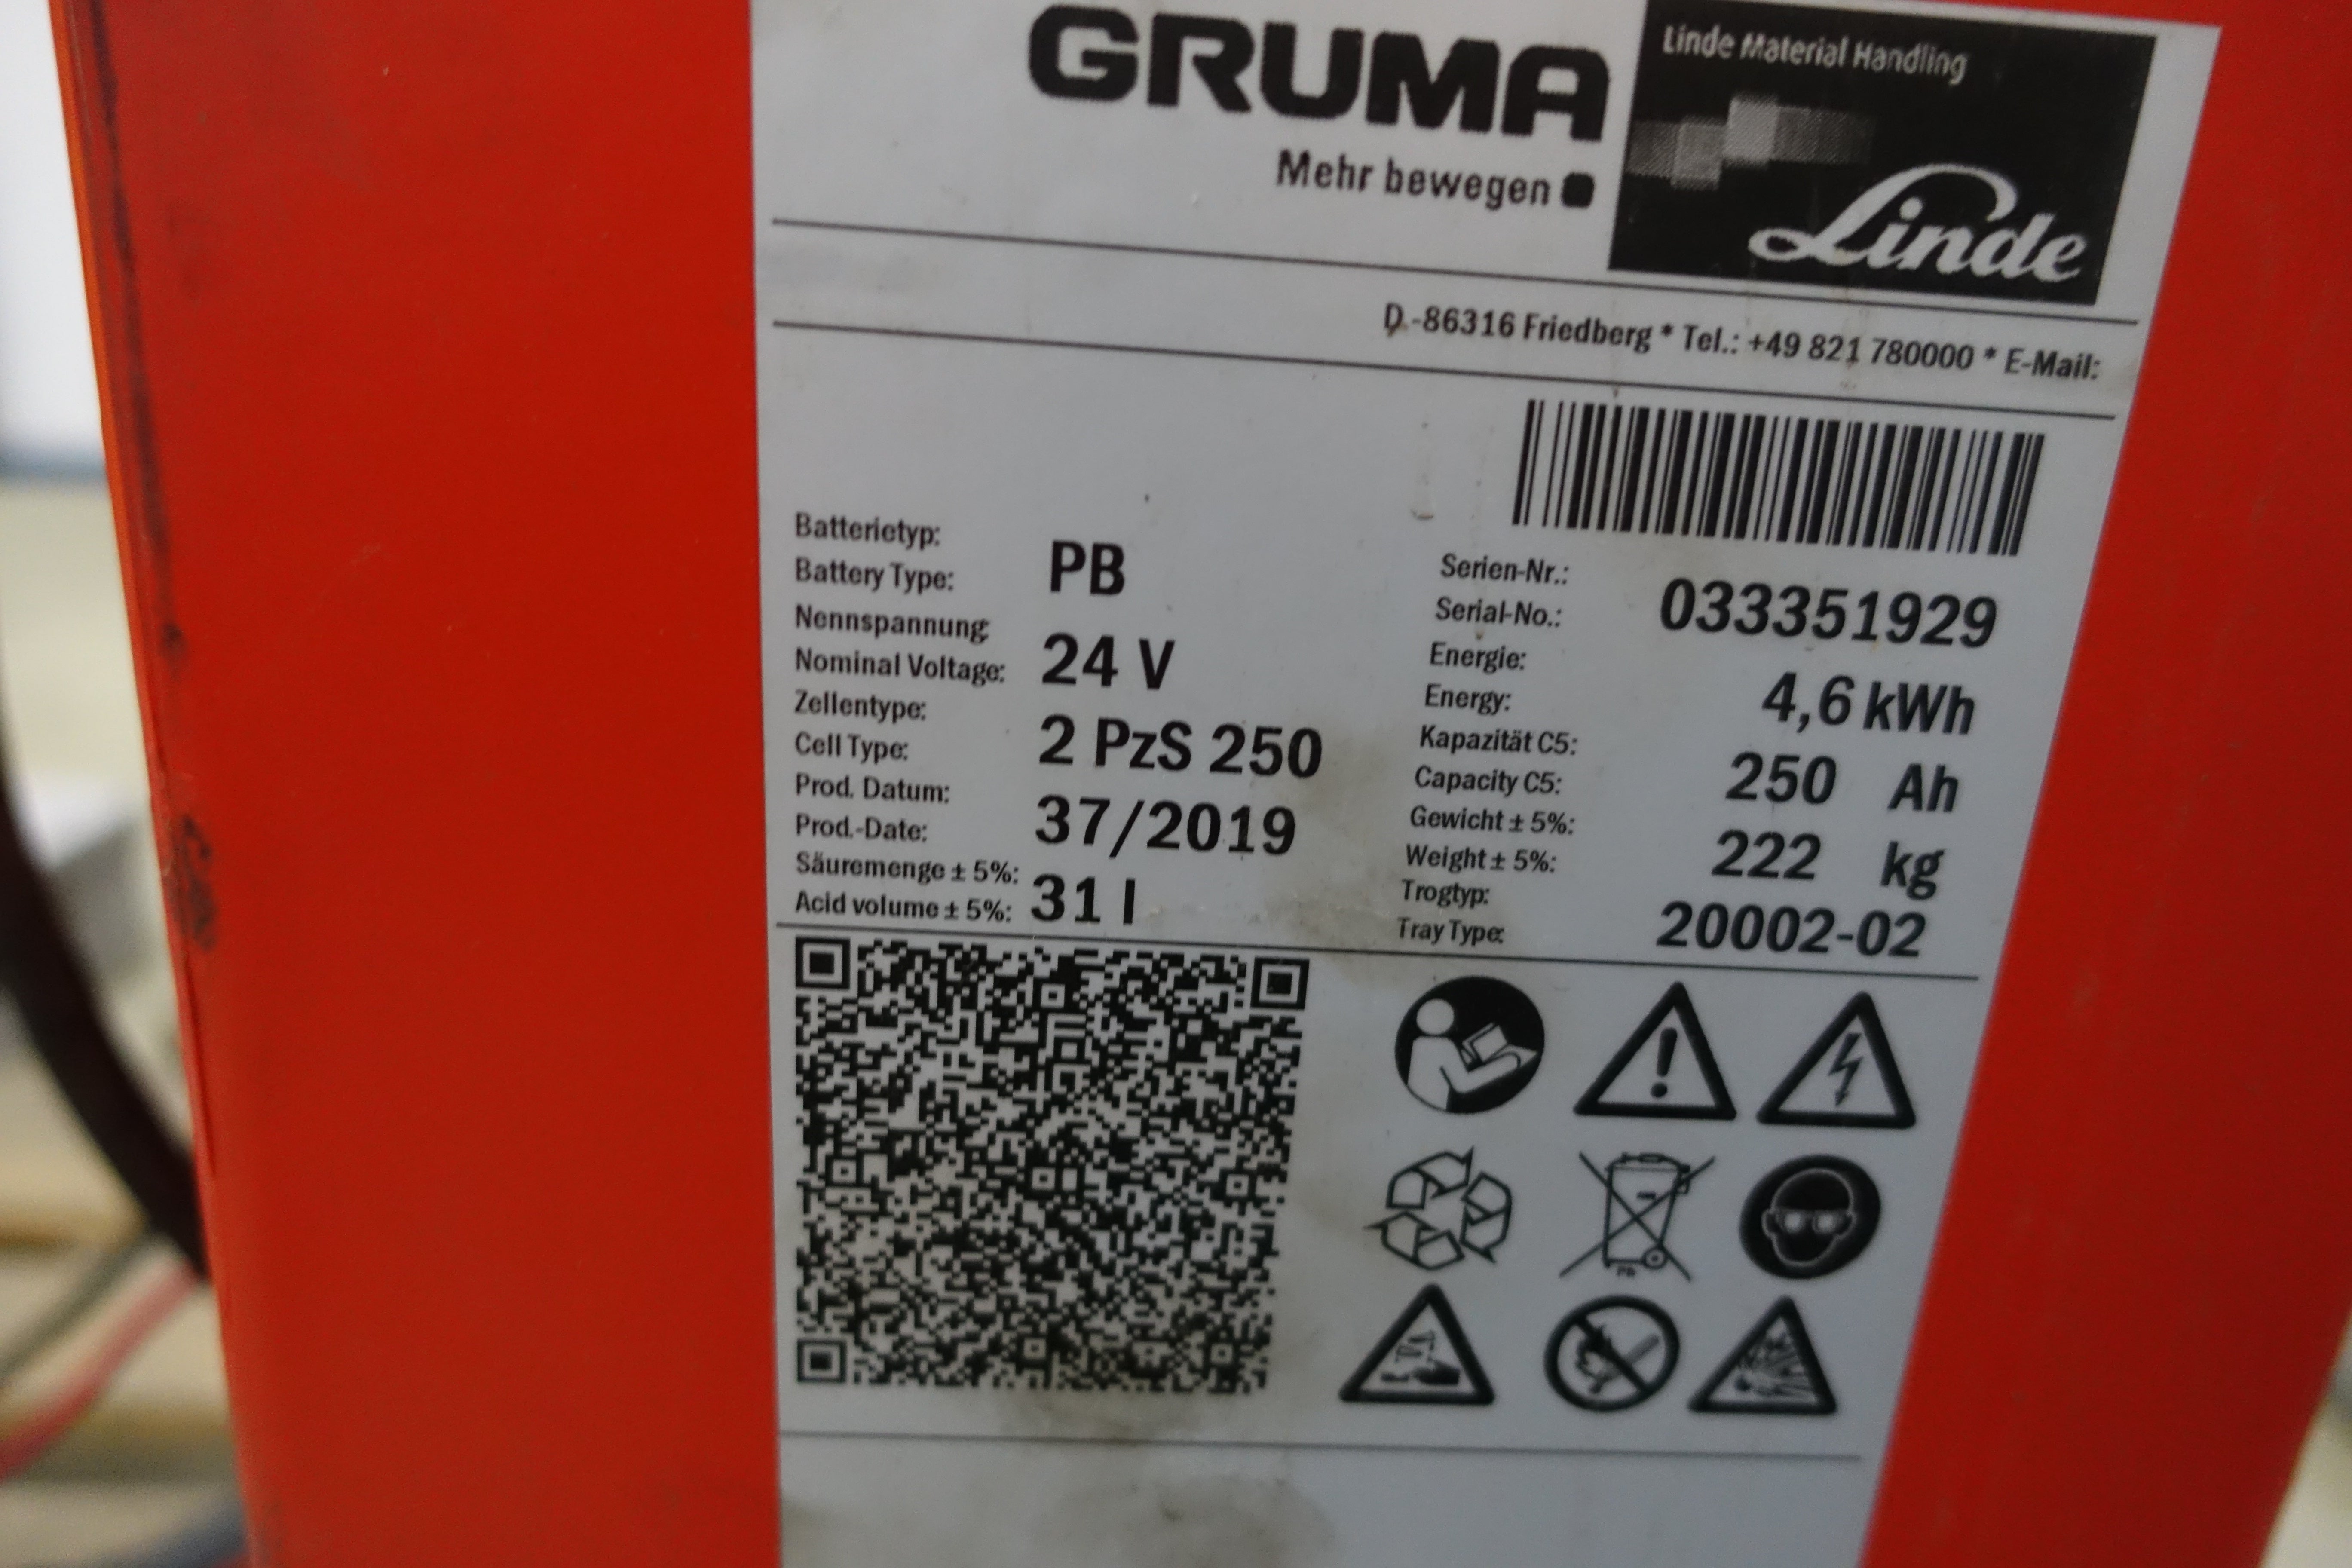 GRUMA
Mehr bewegen
Linde Material Handling
Linde
D.-86316 Friedberg * Tel.: +49 821 780000 * E-Mail:
Batterietyp:
Battery Type: PB
Nennspannung:
Nominal Voltage: 24 V
Zellentype:
Cell Type: 2 PzS 250
Prod. Datum:
Prod.-Date: 37/2019
Säuremenge ± 5%:
Acid volume ± 5%: 31 l
Serien-Nr.:
Serial-No.: 033351929
Energie:
Energy: 4,6 kWh
Kapazität C5:
Capacity C5: 250 Ah
Gewicht ± 5%:
Weight ± 5%: 222 kg
Trogtyp:
Tray Type: 20002-02